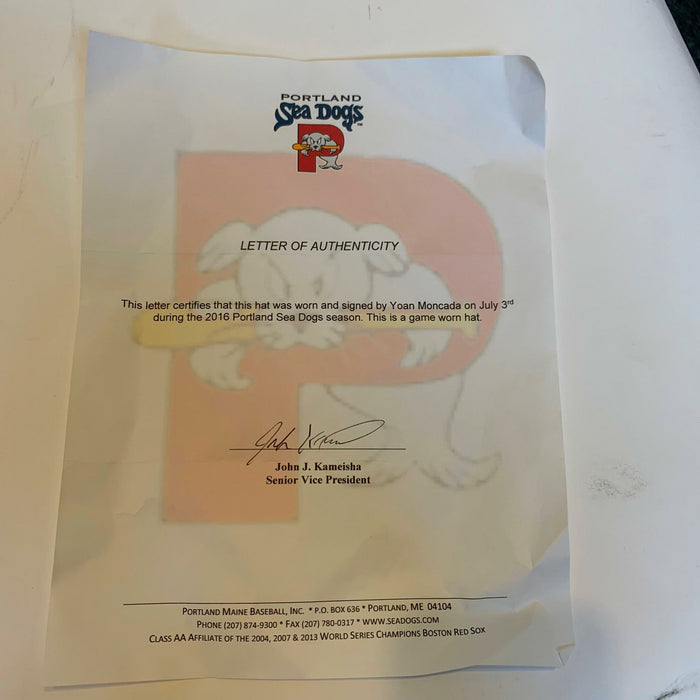 PORTLAND
Sea Dogs
P
LETTER OF AUTHENTICITY
This letter certifies that this hat was worn and signed by Yoan Moncada on July 3rd
during the 2016 Portland Sea Dogs season. This is a game worn hat.
John J. Kameisha
Senior Vice President
PORTLAND MAINE BASEBALL, INC. * P.O. BOX 636 * PORTLAND, ME 04104
PHONE (207) 874-9300 * FAX (207) 780-0317 * WWW.SEADOGS.COM
CLASS AA AFFILIATE OF THE 2004, 2007 & 2013 WORLD SERIES CHAMPIONS BOSTON RED SOX